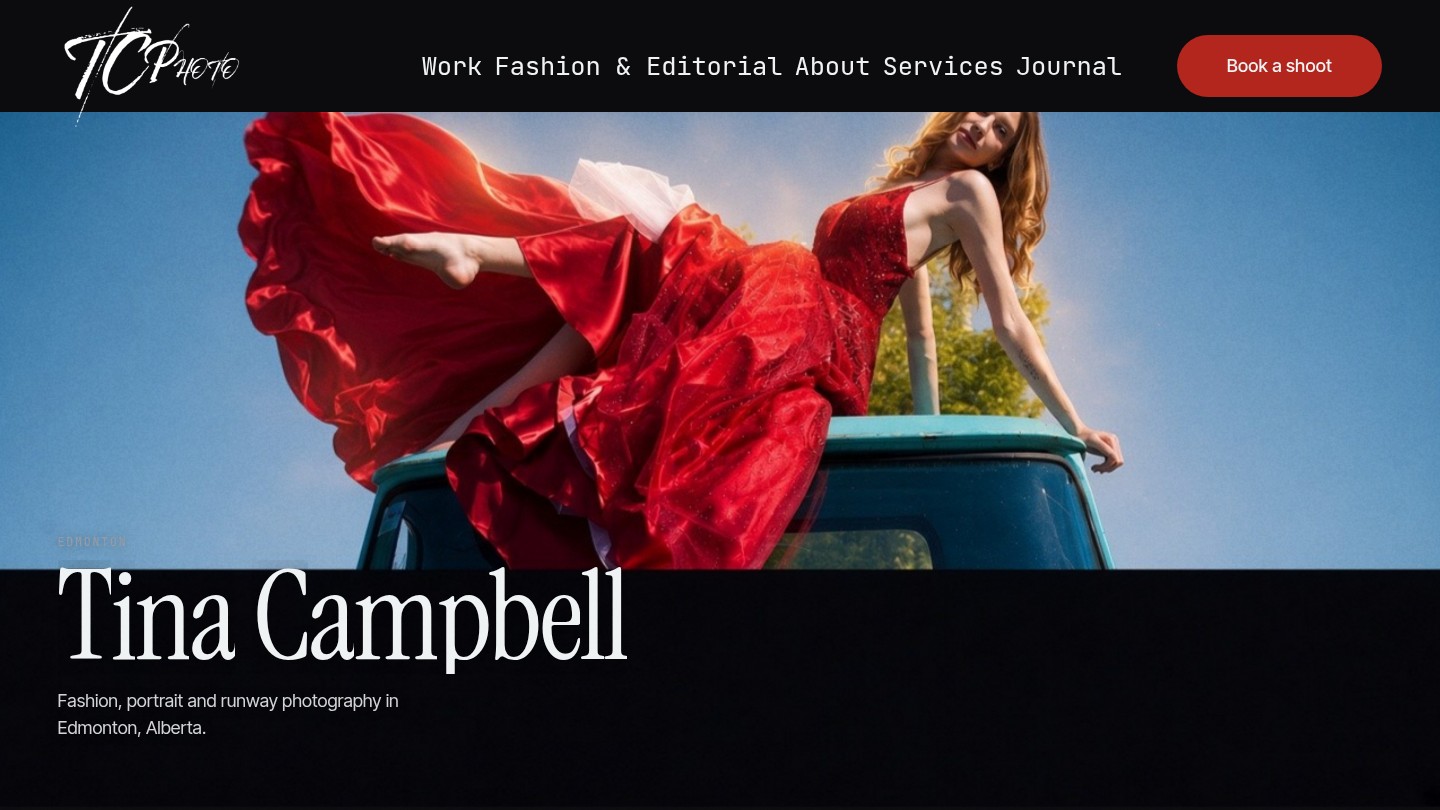 TCPHOTO
Work Fashion & Editorial About Services Journal
Book a shoot
EDMONTON
Tina Campbell
Fashion, portrait and runway photography in
Edmonton, Alberta.